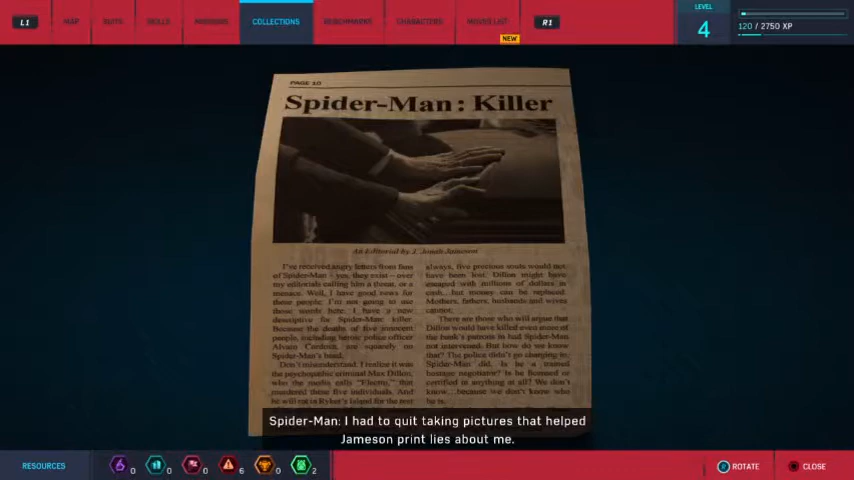 L1
MAP
SUITS
SKILLS
MISSIONS
COLLECTIONS
BENCHMARKS
CHARACTERS
MOVES LIST
R1
NEW
LEVEL
4
120 / 2750 XP
PAGE 10
Spider-Man: Killer
An Editorial by J. Jonah Jameson
I've received angry letters from fans
of Spider-Man - yes, they exist - over
my editorials calling him a threat, or a
menace. Well, I have good news for
these people: I'm not going to use
those words here. I have a new
descriptive for Spider-Man: killer.
Because the deaths of five innocent
people, including heroic police officer
Alvaro are squarely on
Spider-Man's head.
Don't misunderstand. I realize it was
the psychopathic criminal Max Dillon,
who the media calls "Electro," that
murdered these five individuals. And
he will rot in Ryker's Island for the rest
always, five precious souls would not
have been lost. Dillon might have
escaped with millions of dollars in
cash...but money can be replaced.
Mothers, fathers, husbands and wives
cannot.
There are those who will argue that
Dillon would have killed even more of
the bank's patrons in had Spider-Man
not intervened. But how do we know
that? The police didn't go charging in;
Spider-Man did. Is he a trained
hostage negotiator? Is he licensed or
certified in anything at all? We don't
know...because we don't know who
he is.
Spider-Man: I had to quit taking pictures that helped
Jameson print lies about me.
RESOURCES
0
0
0
6
0
2
R ROTATE
CLOSE